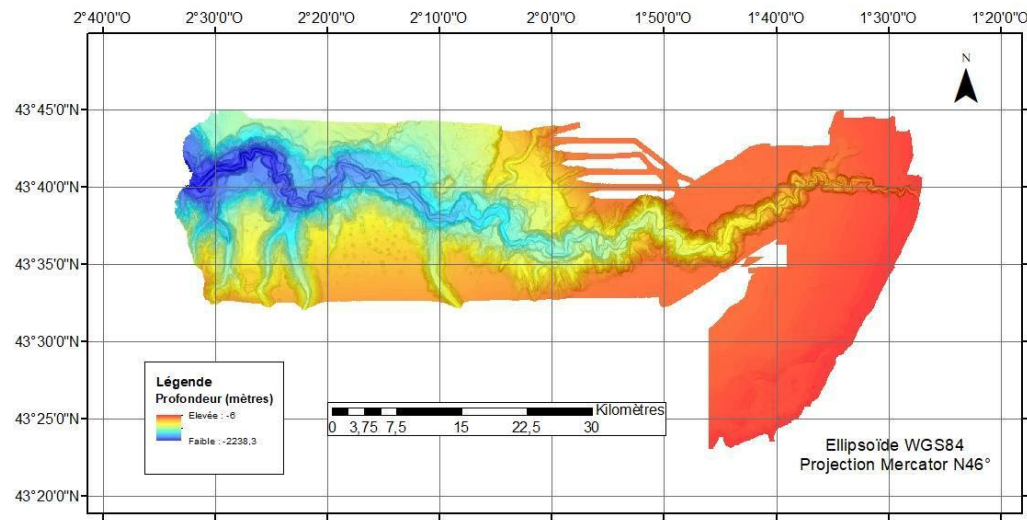 2°40'0"O 2°30'0"O 2°20'0"O 2°10'0"O 2°0'0"O 1°50'0"O 1°40'0"O 1°30'0"O 1°20'0"O
N
43°45'0"N
43°40'0"N
43°35'0"N
43°30'0"N
43°25'0"N
43°20'0"N
Légende
Profondeur (mètres)
Elevée : -6
Faible : -2238,3
Kilomètres
0 3,75 7,5 15 22,5 30
Ellipsoïde WGS84
Projection Mercator N46°